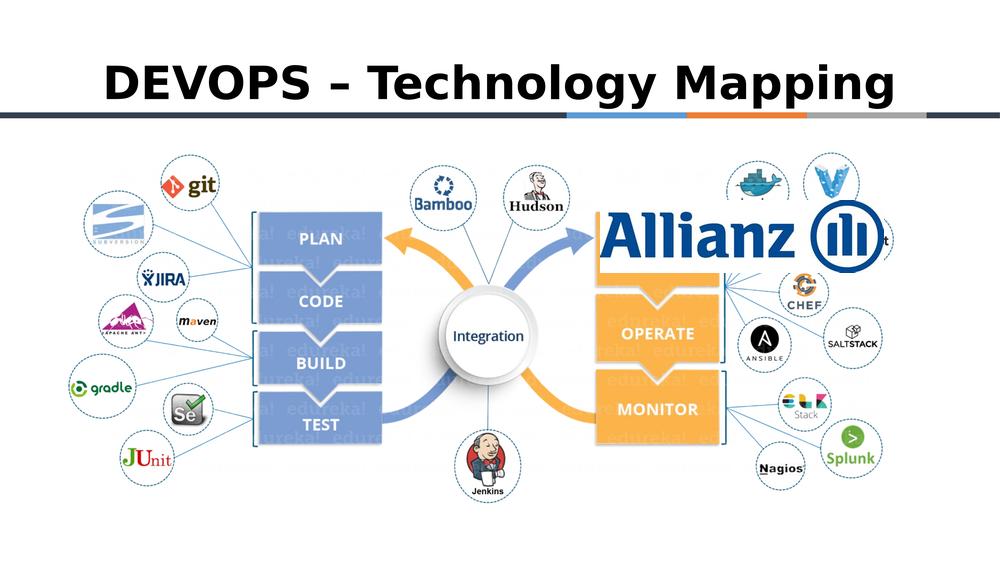 DEVOPS – Technology Mapping
git
SUBVERSION
JIRA
APACHE ANT
maven
gradle
Se
JUnit
PLAN
CODE
BUILD
TEST
edureka!
Bamboo
Hudson
Integration
Jenkins
Allianz
OPERATE
MONITOR
CHEF
ANSIBLE
SALTSTACK
ELK
Stack
Splunk
Nagios